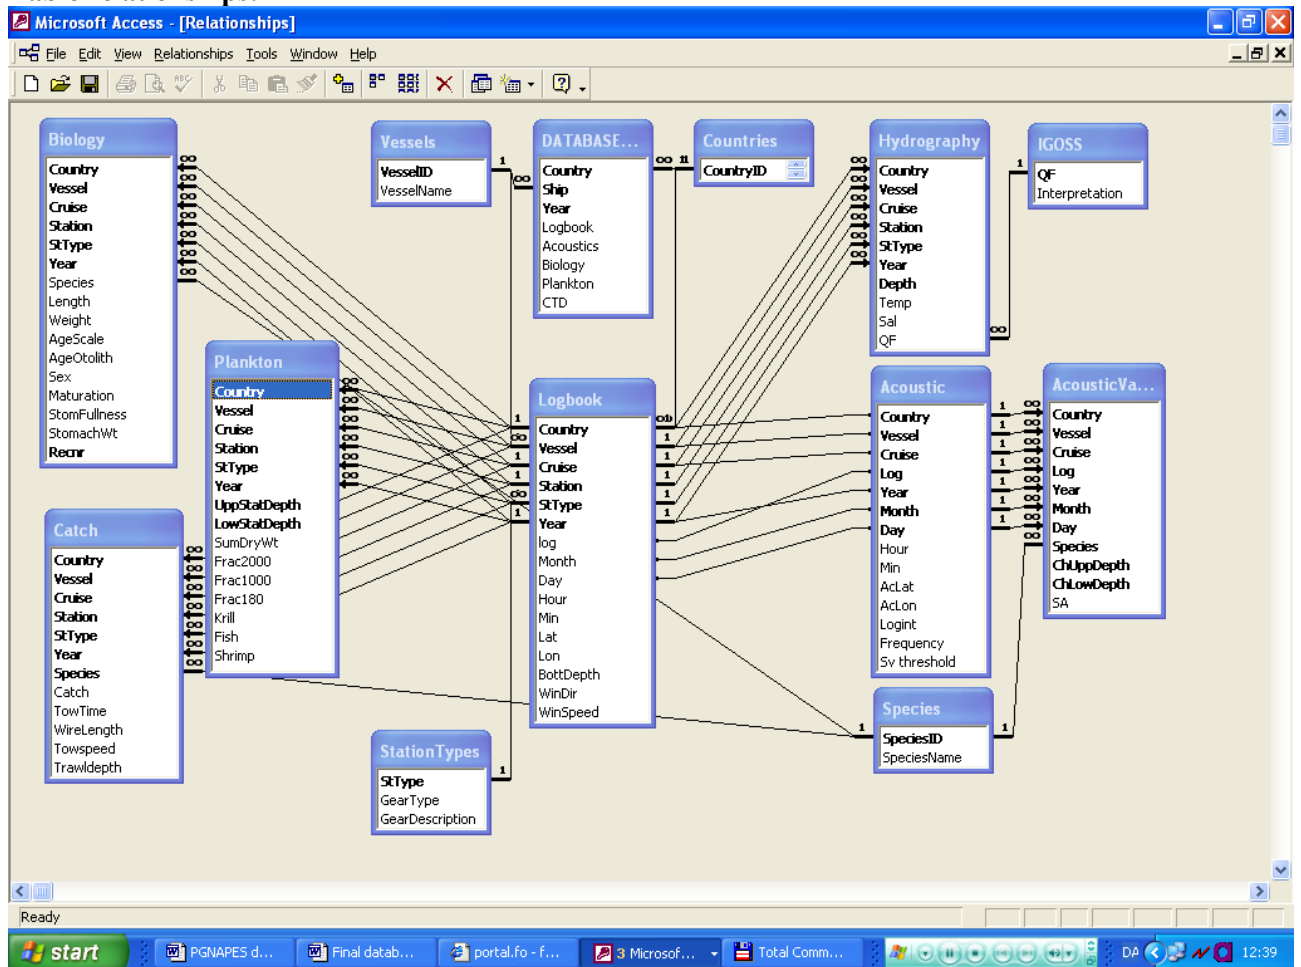 Microsoft Access - [Relationships]
File Edit View Relationships Tools Window Help
Biology
Country
Vessel
Cruise
Station
StType
Year
Species
Length
Weight
AgeScale
AgeOtolith
Sex
Maturation
StomFullness
StomachWt
Recnr
Vessels
VesselID
VesselName
DATABASE...
Country
Ship
Year
Logbook
Acoustics
Biology
Plankton
CTD
Countries
CountryID
Hydrography
Country
Vessel
Cruise
Station
StType
Year
Depth
Temp
Sal
QF
IGOSS
QF
Interpretation
Plankton
Country
Vessel
Cruise
Station
StType
Year
UppStatDepth
LowStatDepth
SumDryWt
Frac2000
Frac1000
Frac180
Krill
Fish
Shrimp
Logbook
Country
Vessel
Cruise
Station
StType
Year
log
Month
Day
Hour
Min
Lat
Lon
BottDepth
WinDir
WinSpeed
Acoustic
Country
Vessel
Cruise
Log
Year
Month
Day
Hour
Min
AcLat
AcLon
Logint
Frequency
Sv threshold
AcousticVa...
Country
Vessel
Cruise
Log
Year
Month
Day
Species
ChUppDepth
ChLowDepth
SA
Catch
Country
Vessel
Cruise
Station
StType
Year
Species
Catch
TowTime
WireLength
Towspeed
Trawldepth
StationTypes
StType
GearType
GearDescription
Species
SpeciesID
SpeciesName
Ready
start PGNAPES d... Final datab... portal.fo - f... 3 Microsof... Total Comm... DA 12:39